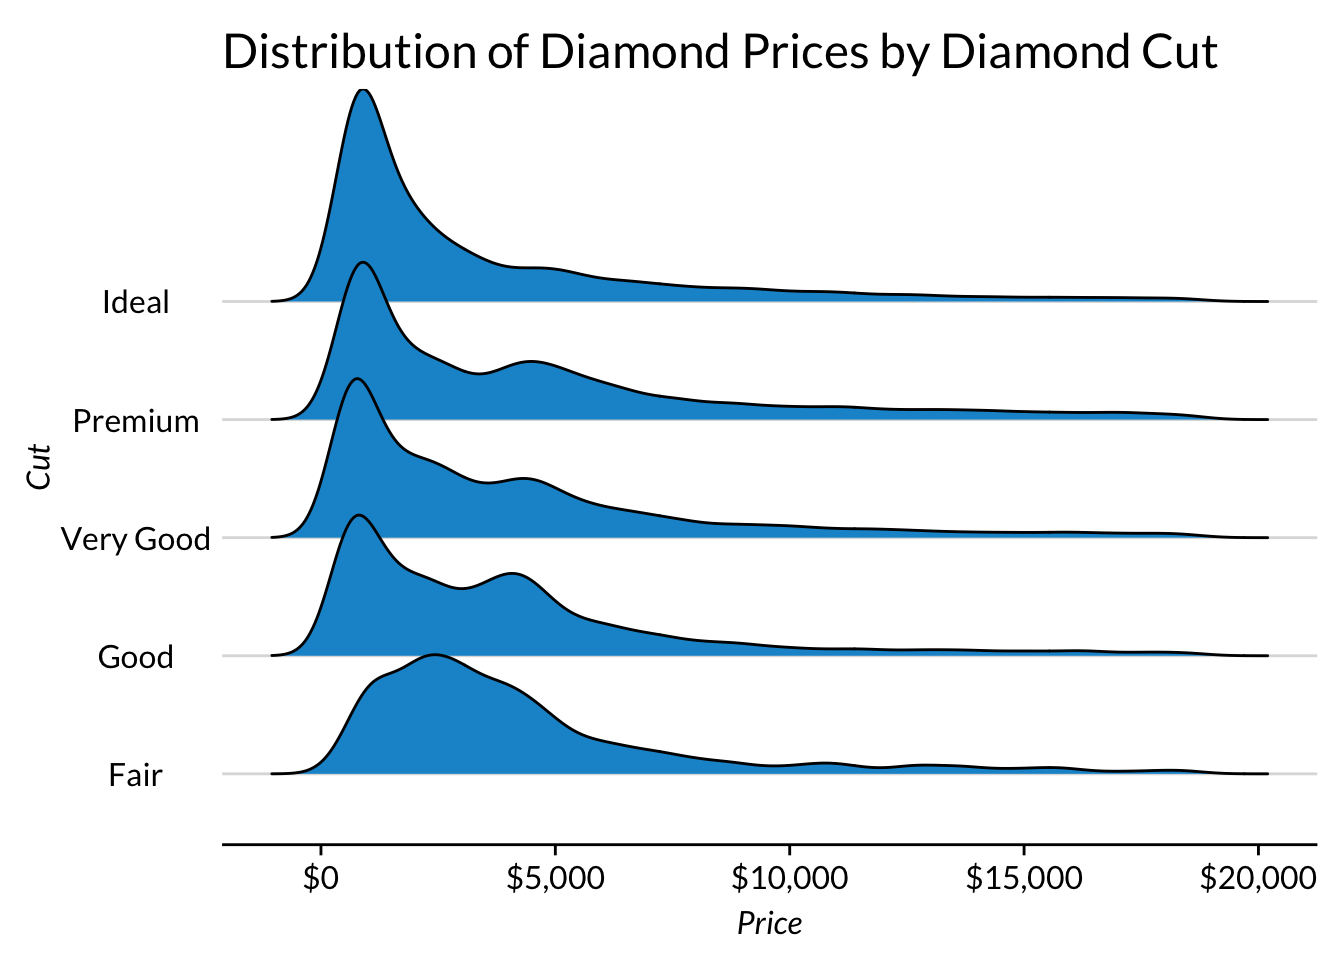 Distribution of Diamond Prices by Diamond Cut
Ideal
Premium
Cut
Very Good
Good
Fair
$0 $5,000 $10,000 $15,000 $20,000
Price